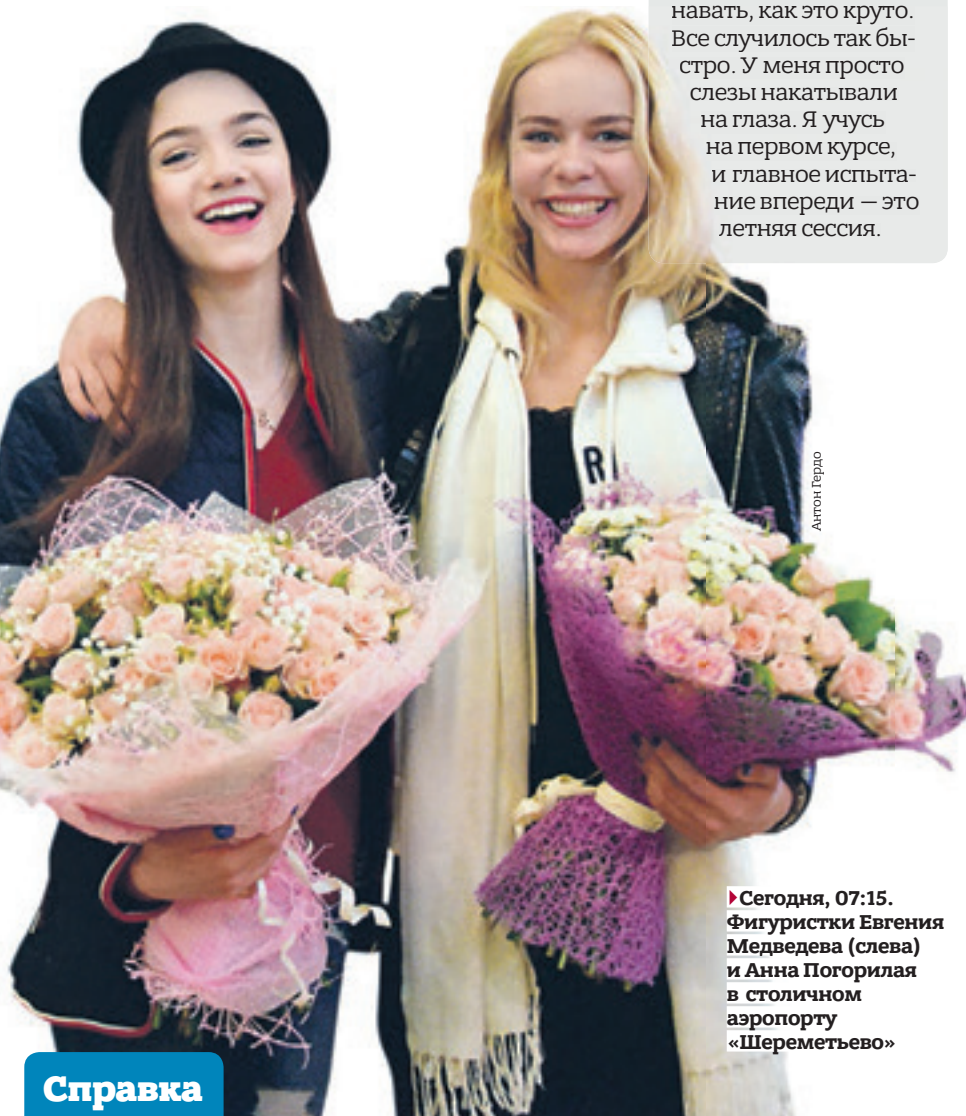 навать, как это круто.
Все случилось так бы-
стро. У меня просто
слезы накатывали
на глаза. Я учусь
на первом курсе,
и главное испыта-
ние впереди — это
летняя сессия.
R
Антон Гердо
Сегодня, 07:15.
Фигуристки Евгения
Медведева (слева)
и Анна Погорилая
в столичном
аэропорту
«Шереметьево»
Справка